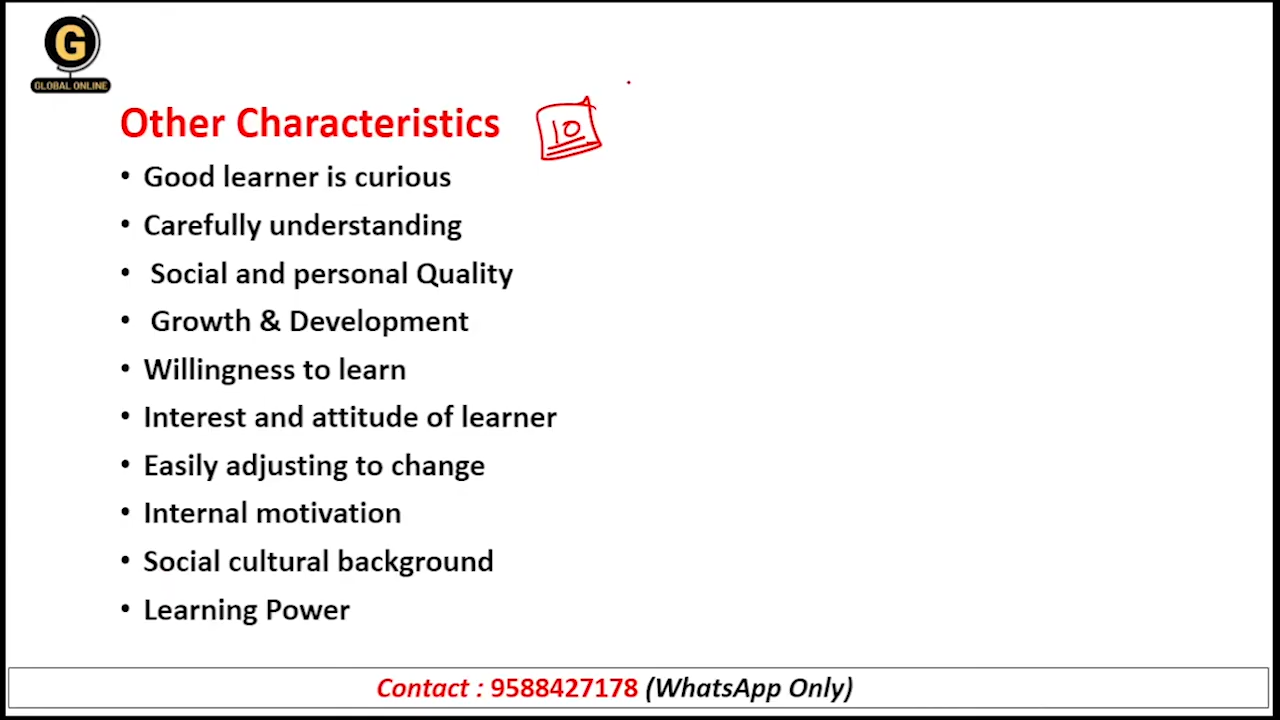 G
GLOBAL ONLINE
Other Characteristics 10
• Good learner is curious
• Carefully understanding
• Social and personal Quality
• Growth & Development
• Willingness to learn
• Interest and attitude of learner
• Easily adjusting to change
• Internal motivation
• Social cultural background
• Learning Power
Contact : 9588427178 (WhatsApp Only)